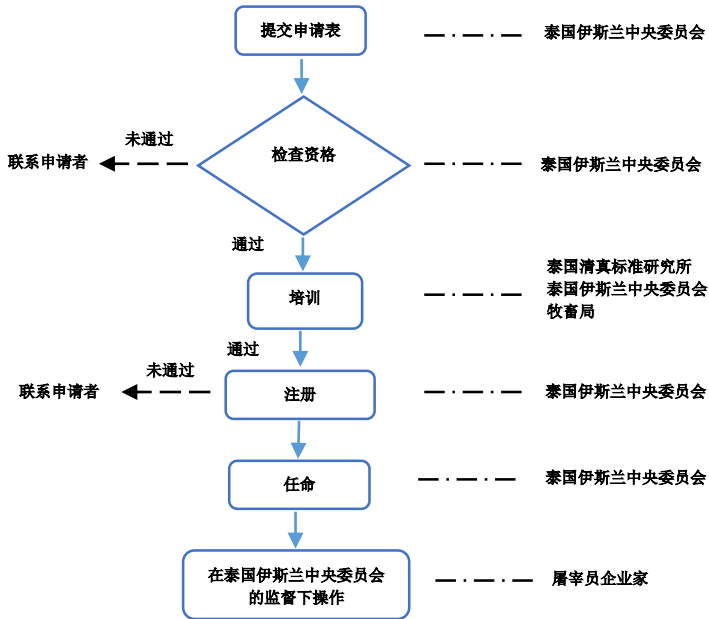 提交申请表
泰国伊斯兰中央委员会
未通过
联系申请者
检查资格
泰国伊斯兰中央委员会
通过
泰国清真标准研究所
泰国伊斯兰中央委员会
牧畜局
培训
通过
未通过
联系申请者
注册
泰国伊斯兰中央委员会
任命
泰国伊斯兰中央委员会
在泰国伊斯兰中央委员会
的监督下操作
屠宰员企业家